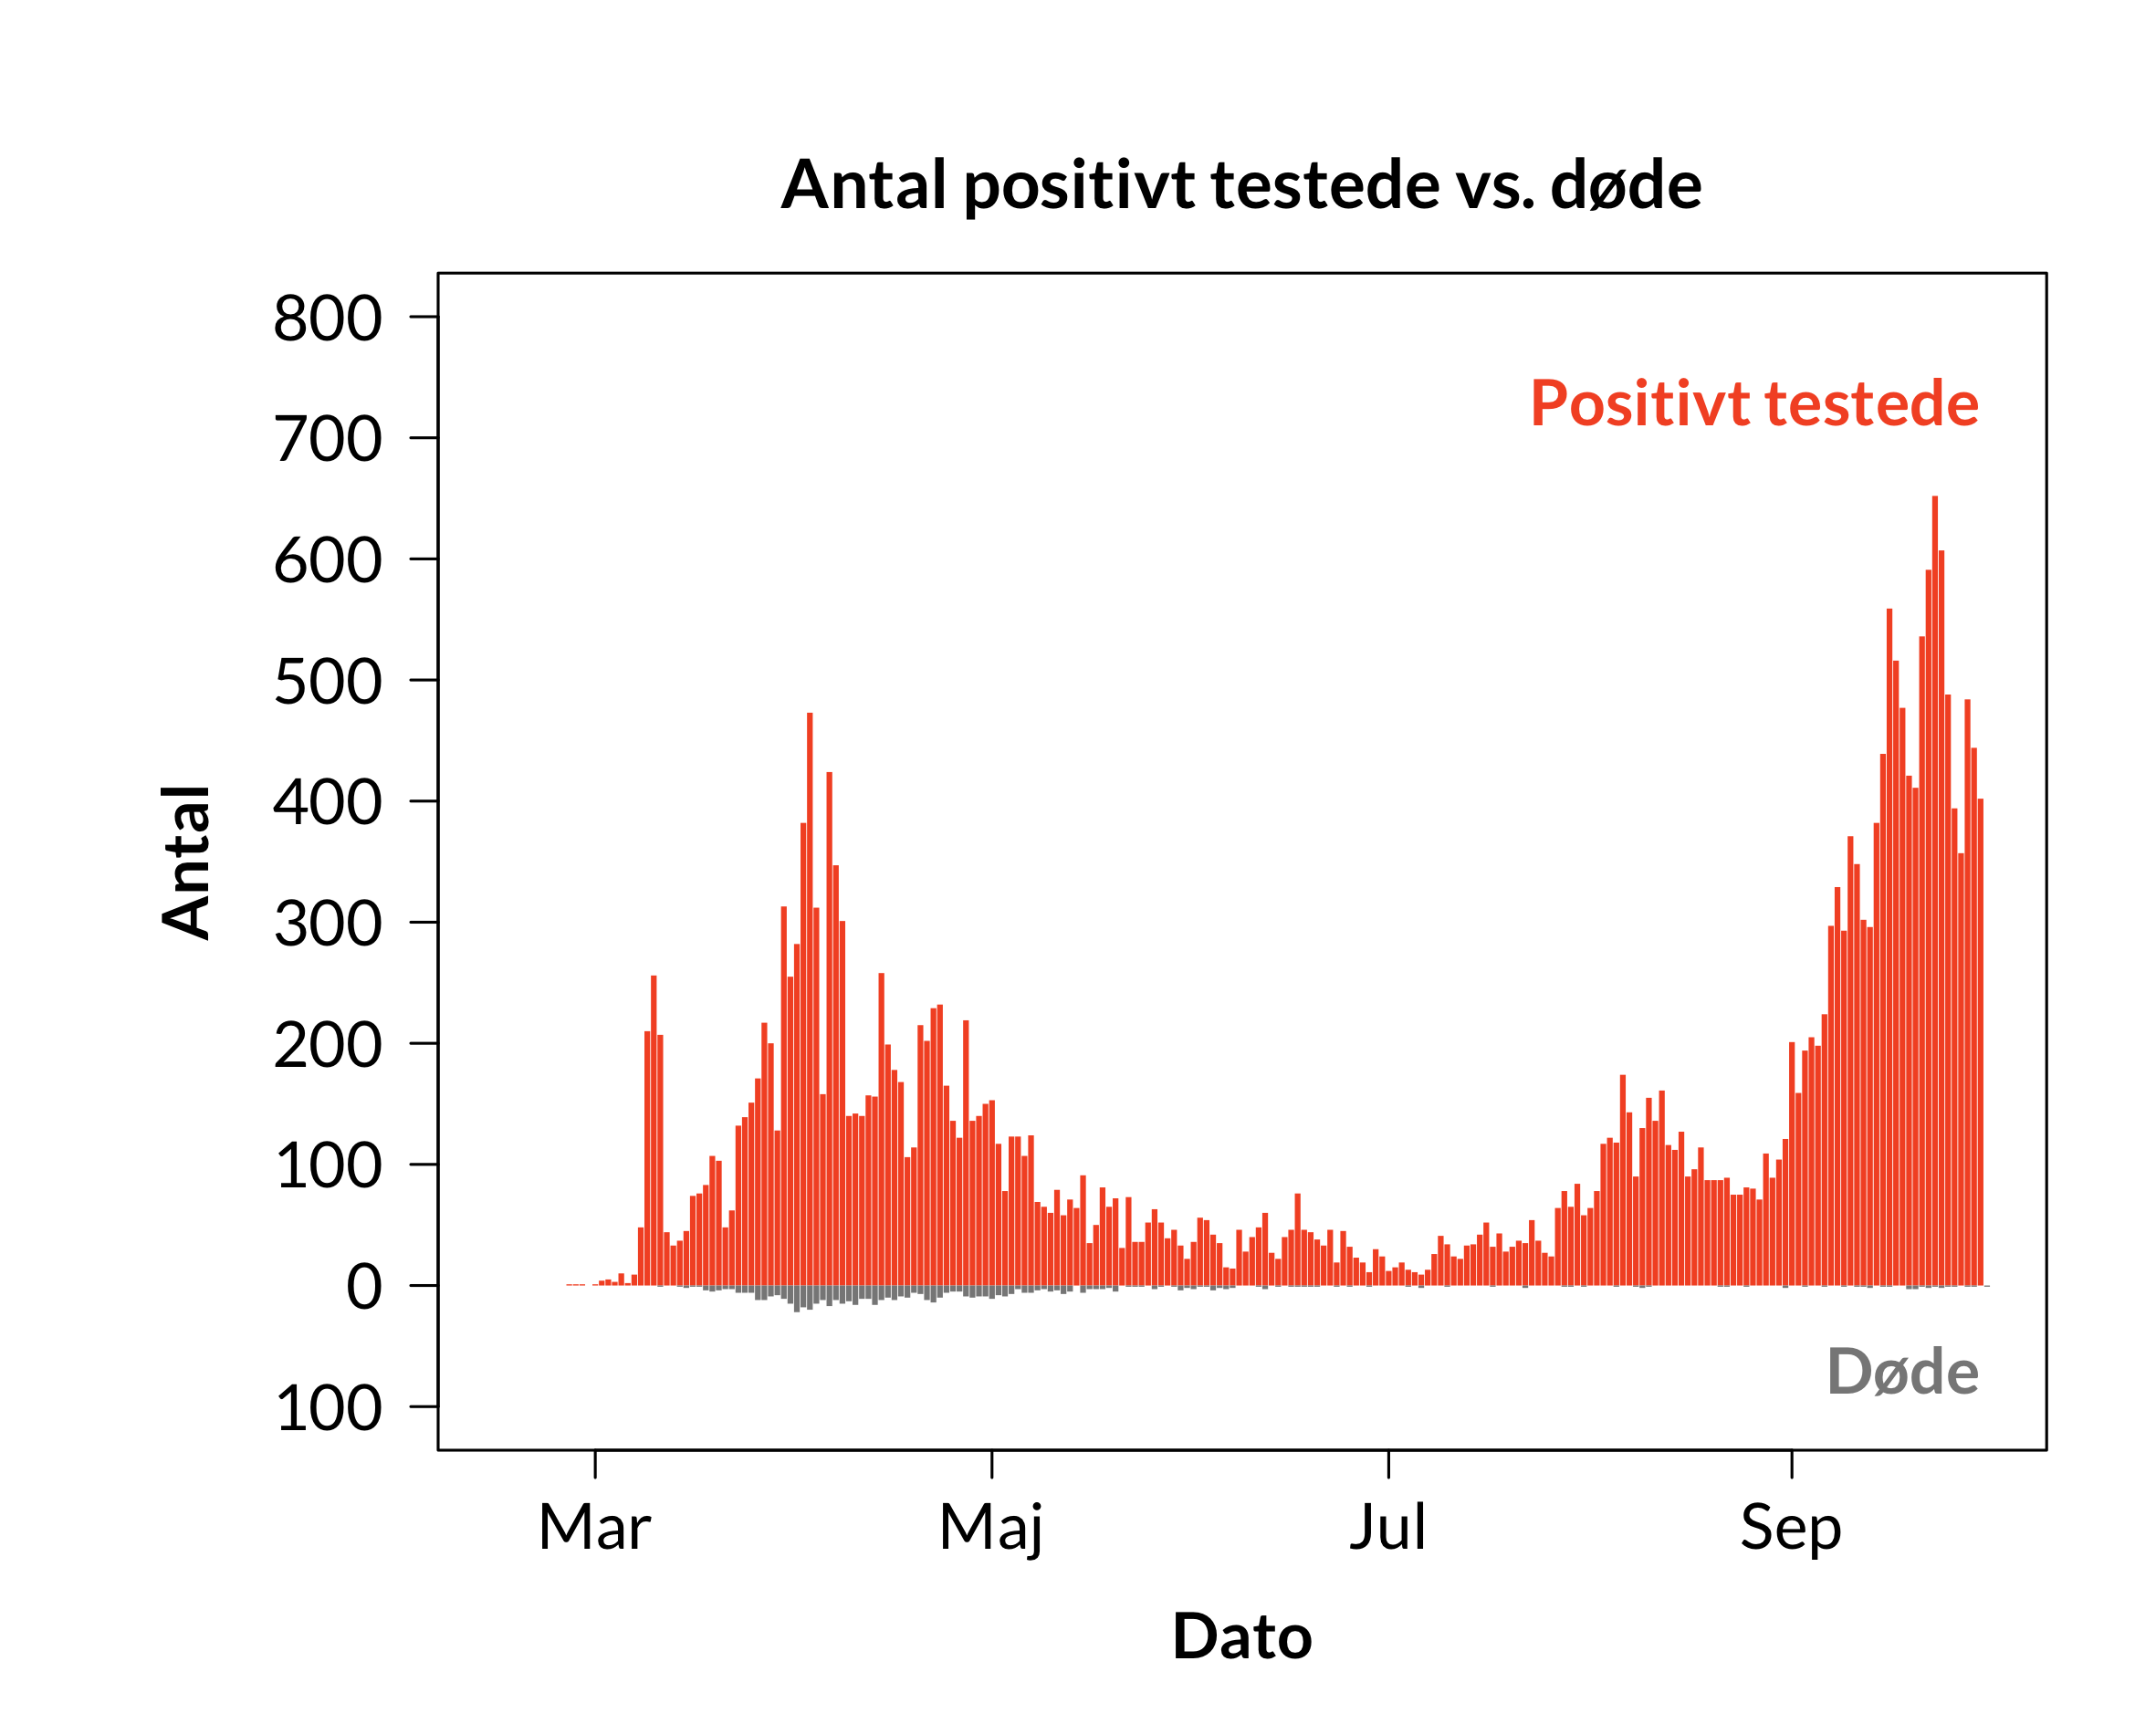 Antal positivt testede vs. døde
800
700
600
500
400
300
200
100
0
100
Antal
Positivt testede
Døde
Mar
Maj
Jul
Sep
Dato